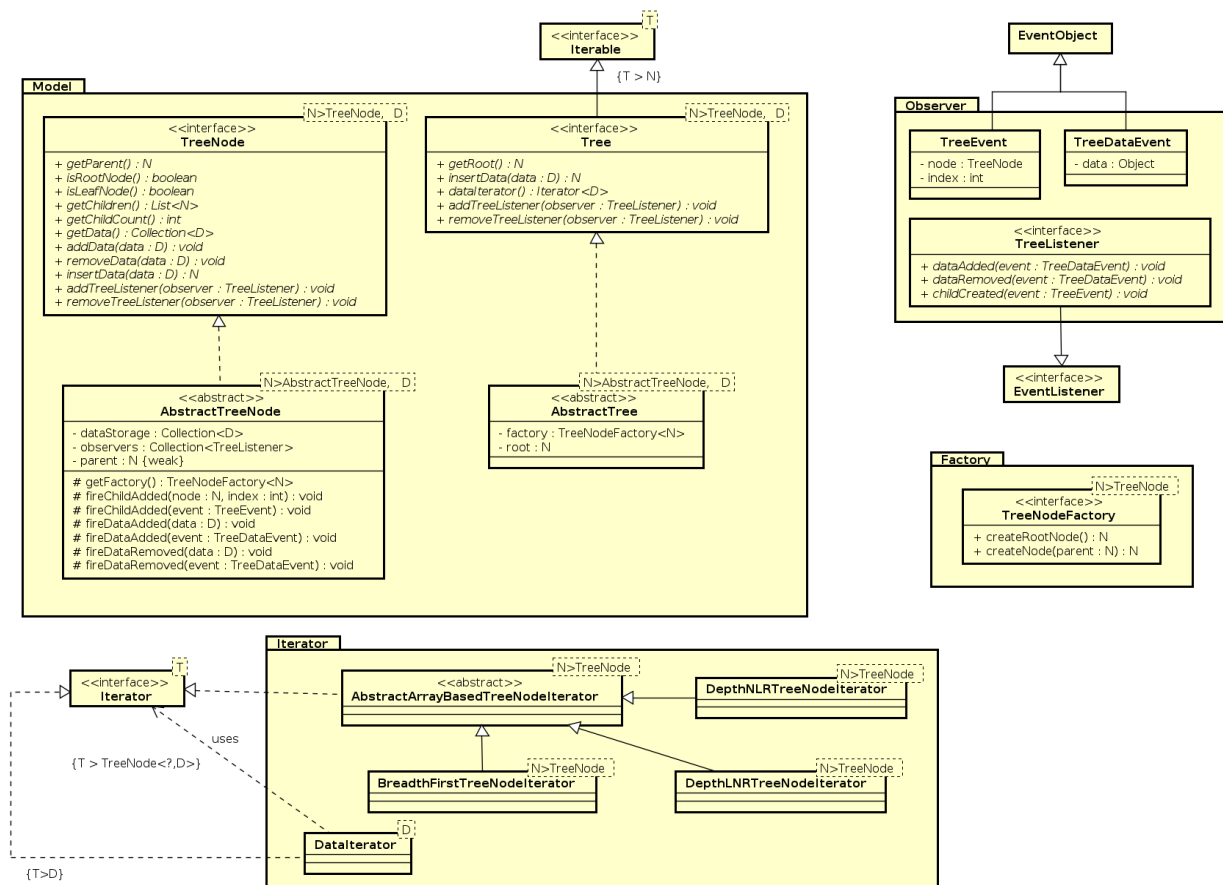 T
<<interface>>
Iterable
{T > N}
EventObject
Model
N>TreeNode, D
<<interface>>
TreeNode
+ getParent() : N
+ isRootNode() : boolean
+ isLeafNode() : boolean
+ getChildren() : List<N>
+ getChildCount() : int
+ getData() : Collection<D>
+ addData(data : D) : void
+ removeData(data : D) : void
+ insertData(data : D) : N
+ addTreeListener(observer : TreeListener) : void
+ removeTreeListener(observer : TreeListener) : void
N>TreeNode, D
<<interface>>
Tree
+ getRoot() : N
+ insertData(data : D) : N
+ dataIterator() : Iterator<D>
+ addTreeListener(observer : TreeListener) : void
+ removeTreeListener(observer : TreeListener) : void
N>AbstractTreeNode, D
<<abstract>>
AbstractTreeNode
- dataStorage : Collection<D>
- observers : Collection<TreeListener>
- parent : N {weak}
# getFactory() : TreeNodeFactory<N>
# fireChildAdded(node : N, index : int) : void
# fireChildAdded(event : TreeEvent) : void
# fireDataAdded(data : D) : void
# fireDataAdded(event : TreeDataEvent) : void
# fireDataRemoved(data : D) : void
# fireDataRemoved(event : TreeDataEvent) : void
N>AbstractTreeNode, D
<<abstract>>
AbstractTree
- factory : TreeNodeFactory<N>
- root : N
Observer
TreeEvent
- node : TreeNode
- index : int
TreeDataEvent
- data : Object
<<interface>>
TreeListener
+ dataAdded(event : TreeDataEvent) : void
+ dataRemoved(event : TreeDataEvent) : void
+ childCreated(event : TreeEvent) : void
<<interface>>
EventListener
Factory
N>TreeNode
<<interface>>
TreeNodeFactory
+ createRootNode() : N
+ createNode(parent : N) : N
T
<<interface>>
Iterator
uses
{T > TreeNode<?,D>}
{T>D}
Iterator
N>TreeNode
<<abstract>>
AbstractArrayBasedTreeNodeIterator
N>TreeNode
DepthNLRTreeNodeIterator
N>TreeNode
BreadthFirstTreeNodeIterator
N>TreeNode
DepthLNRTreeNodeIterator
D
DataIterator